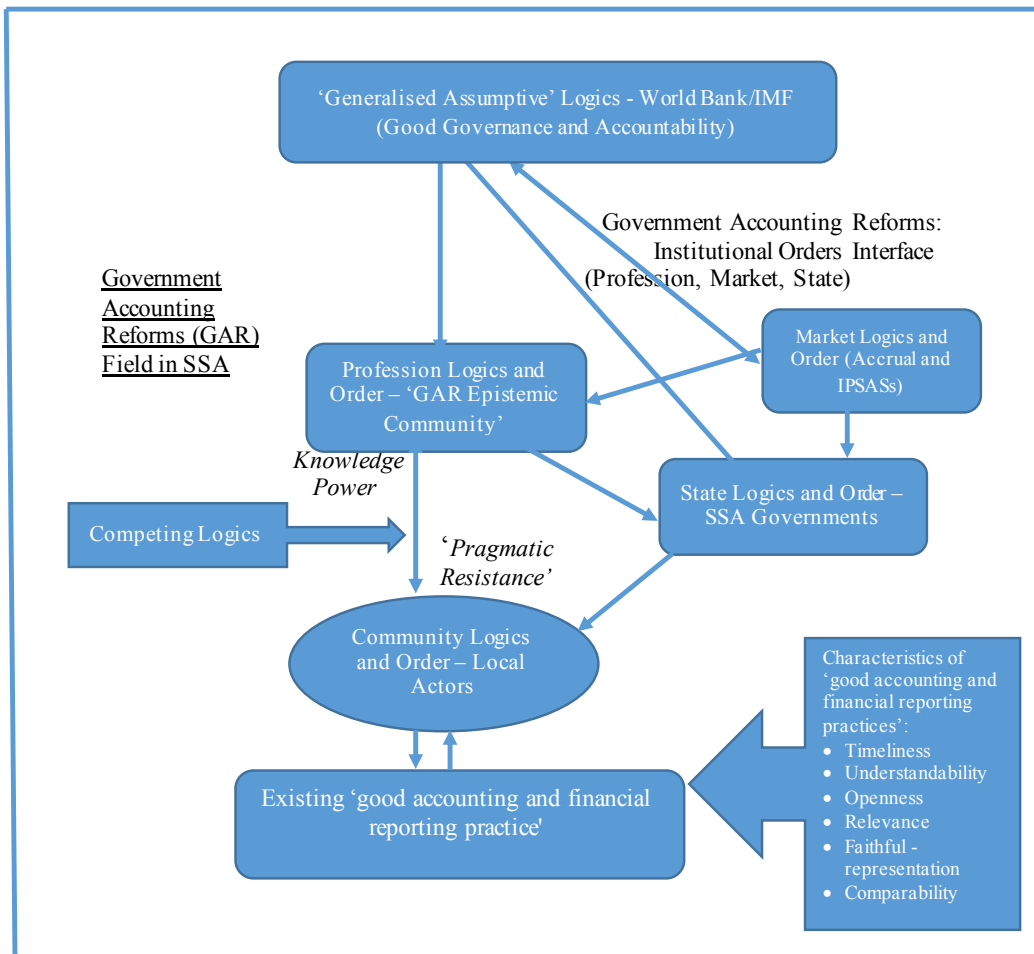 ‘Generalised Assumptive’ Logics - World Bank/IMF
(Good Governance and Accountability)
Government Accounting Reforms:
Institutional Orders Interface
(Profession, Market, State)
Government
Accounting
Reforms (GAR)
Field in SSA
Market Logics and
Order (Accrual and
IPSASs)
Profession Logics and
Order – ‘GAR Epistemic
Community’
Knowledge
Power
State Logics and Order –
SSA Governments
Competing Logics
‘Pragmatic
Resistance’
Community Logics
and Order – Local
Actors
Characteristics of
‘good accounting and
financial reporting
practices’:
• Timeliness
• Understandability
• Openness
• Relevance
• Faithful -
representation
• Comparability
Existing ‘good accounting and financial
reporting practice'